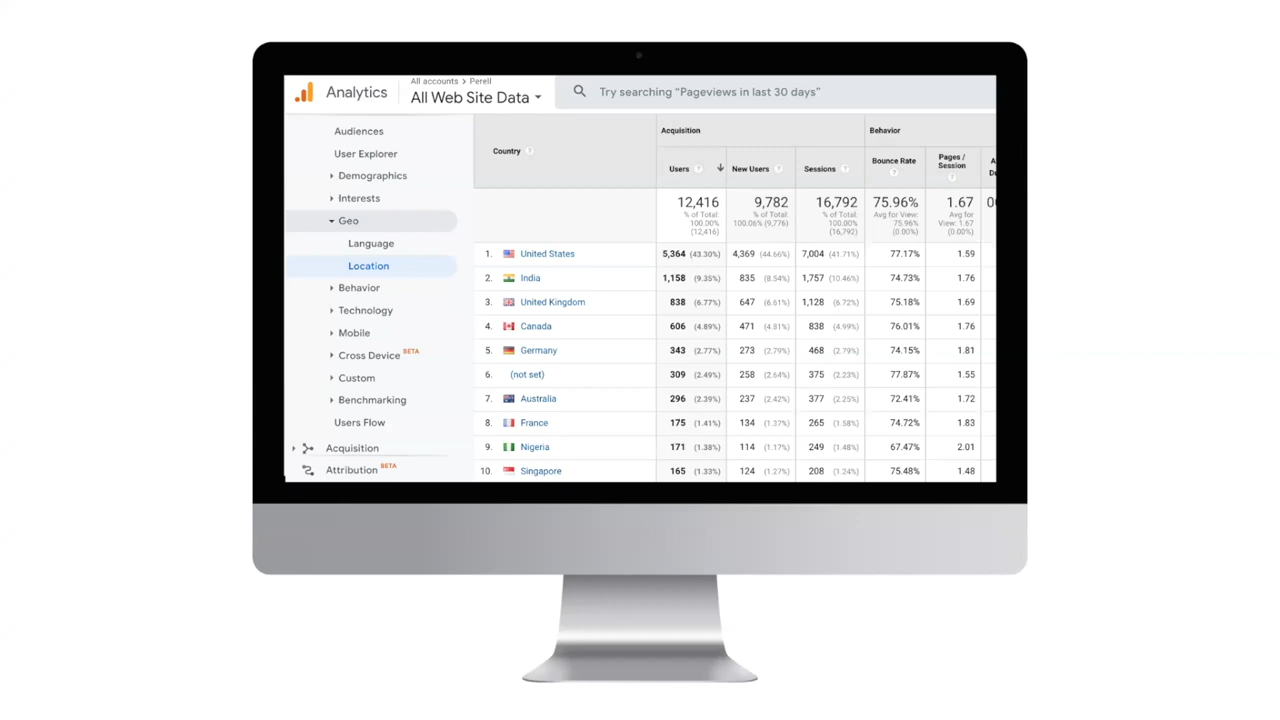 All accounts > Perell
Analytics
All Web Site Data
Try searching "Pageviews in last 30 days"
Audiences
User Explorer
Demographics
Interests
Geo
Language
Location
Behavior
Technology
Mobile
Cross Device BETA
Custom
Benchmarking
Users Flow
Acquisition
Attribution BETA
Country
Acquisition
Behavior
Users
New Users
Sessions
Bounce Rate
Pages /
Session
12,416
% of Total:
100.00%
(12,416)
9,782
% of Total:
100.06% (9,776)
16,792
% of Total:
100.00%
(16,792)
75.96%
Avg for View:
75.96%
(0.00%)
1.67
Avg for
View: 1.67
(0.00%)
1. United States 5,364 (43.30%) 4,369 (44.66%) 7,004 (41.71%) 77.17% 1.59
2. India 1,158 (9.35%) 835 (8.54%) 1,757 (10.46%) 74.73% 1.76
3. United Kingdom 838 (6.77%) 647 (6.61%) 1,128 (6.72%) 75.18% 1.69
4. Canada 606 (4.89%) 471 (4.81%) 838 (4.99%) 76.01% 1.76
5. Germany 343 (2.77%) 273 (2.79%) 468 (2.79%) 74.15% 1.81
6. (not set) 309 (2.49%) 258 (2.64%) 375 (2.23%) 77.87% 1.55
7. Australia 296 (2.39%) 237 (2.42%) 377 (2.25%) 72.41% 1.72
8. France 175 (1.41%) 134 (1.37%) 265 (1.58%) 74.72% 1.83
9. Nigeria 171 (1.38%) 114 (1.17%) 249 (1.48%) 67.47% 2.01
10. Singapore 165 (1.33%) 124 (1.27%) 208 (1.24%) 75.48% 1.48